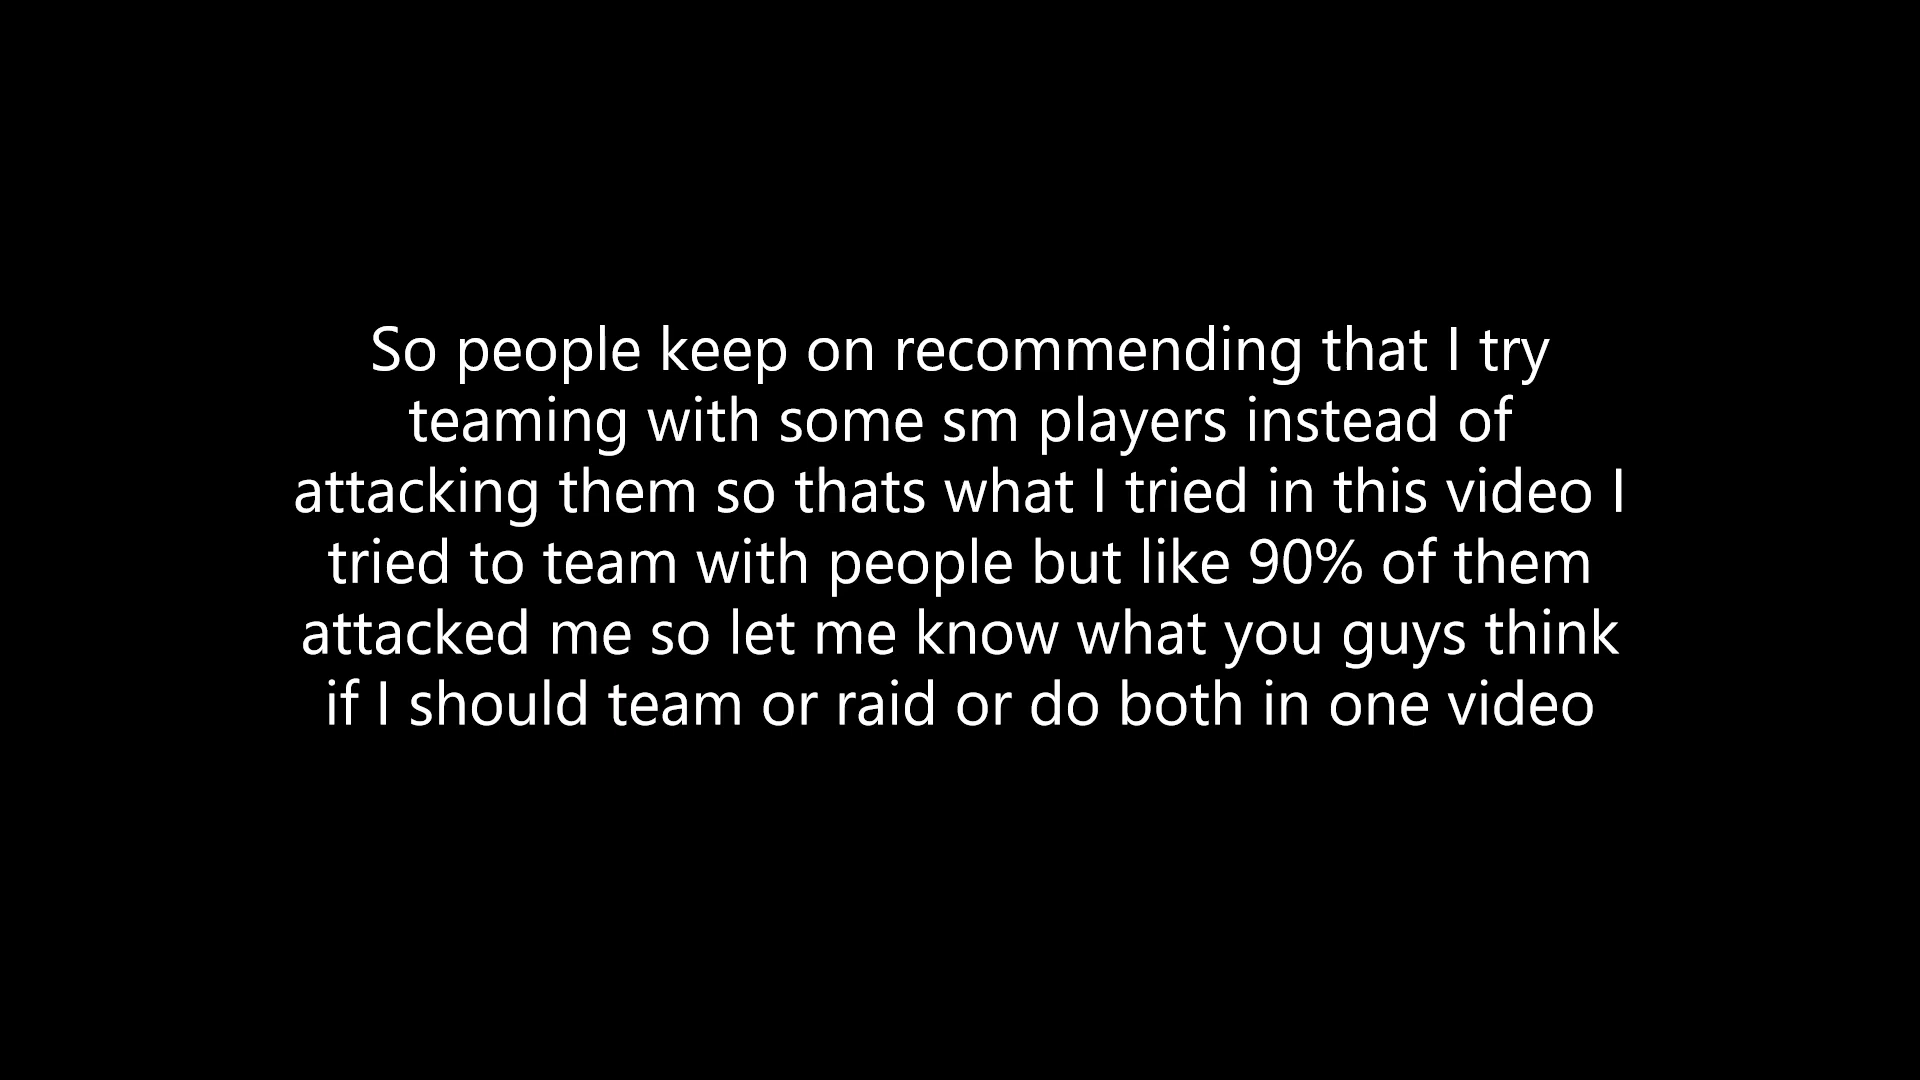 So people keep on recommending that I try
teaming with some sm players instead of
attacking them so thats what I tried in this video I
tried to team with people but like 90% of them
attacked me so let me know what you guys think
if I should team or raid or do both in one video